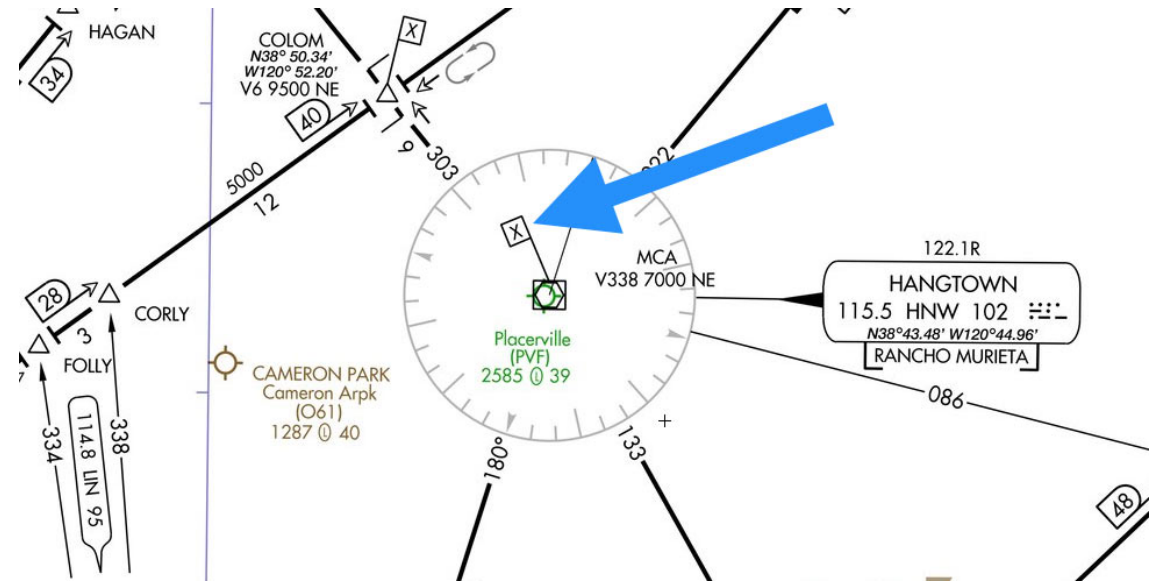 HAGAN
34
COLOM
N38° 50.34'
W120° 52.20'
V6 9500 NE
X
40
5000
12
6
303
X
MCA
V338 7000 NE
122.1R
HANGTOWN
115.5 HNW 102
N38°43.48' W120°44.96'
RANCHO MURIETA
28
3
CORLY
FOLLY
Placerville
(PVF)
2585 Ⓛ 39
CAMERON PARK
Cameron Arpk
(O61)
1287 Ⓛ 40
334
114.8 LIN 95
338
180°
133
086
48